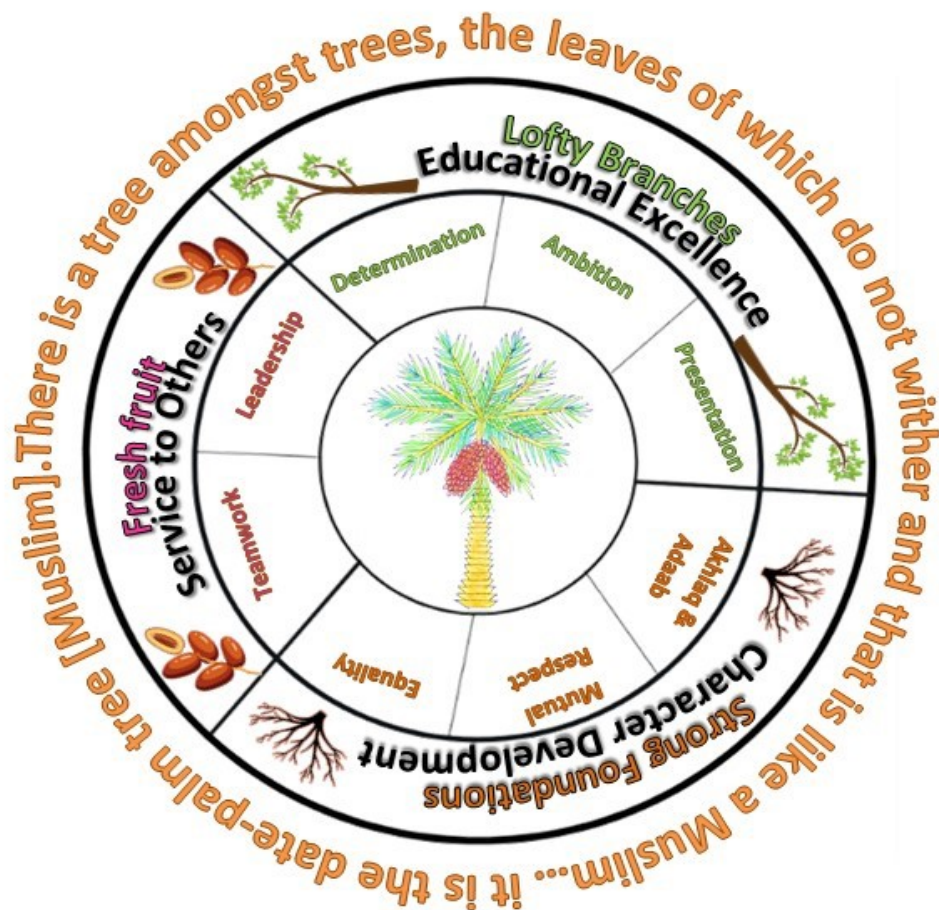 There is a tree amongst trees, the leaves of which do not wither and that is like a Muslim... it is the date-palm tree [Muslim].
Lofty Branches
Educational Excellence
Determination
Ambition
Presentation
Strong Foundations
Character Development
Akhlaq &
Adaab
Mutual
Respect
Equality
Fresh fruit
Service to Others
Teamwork
Leadership